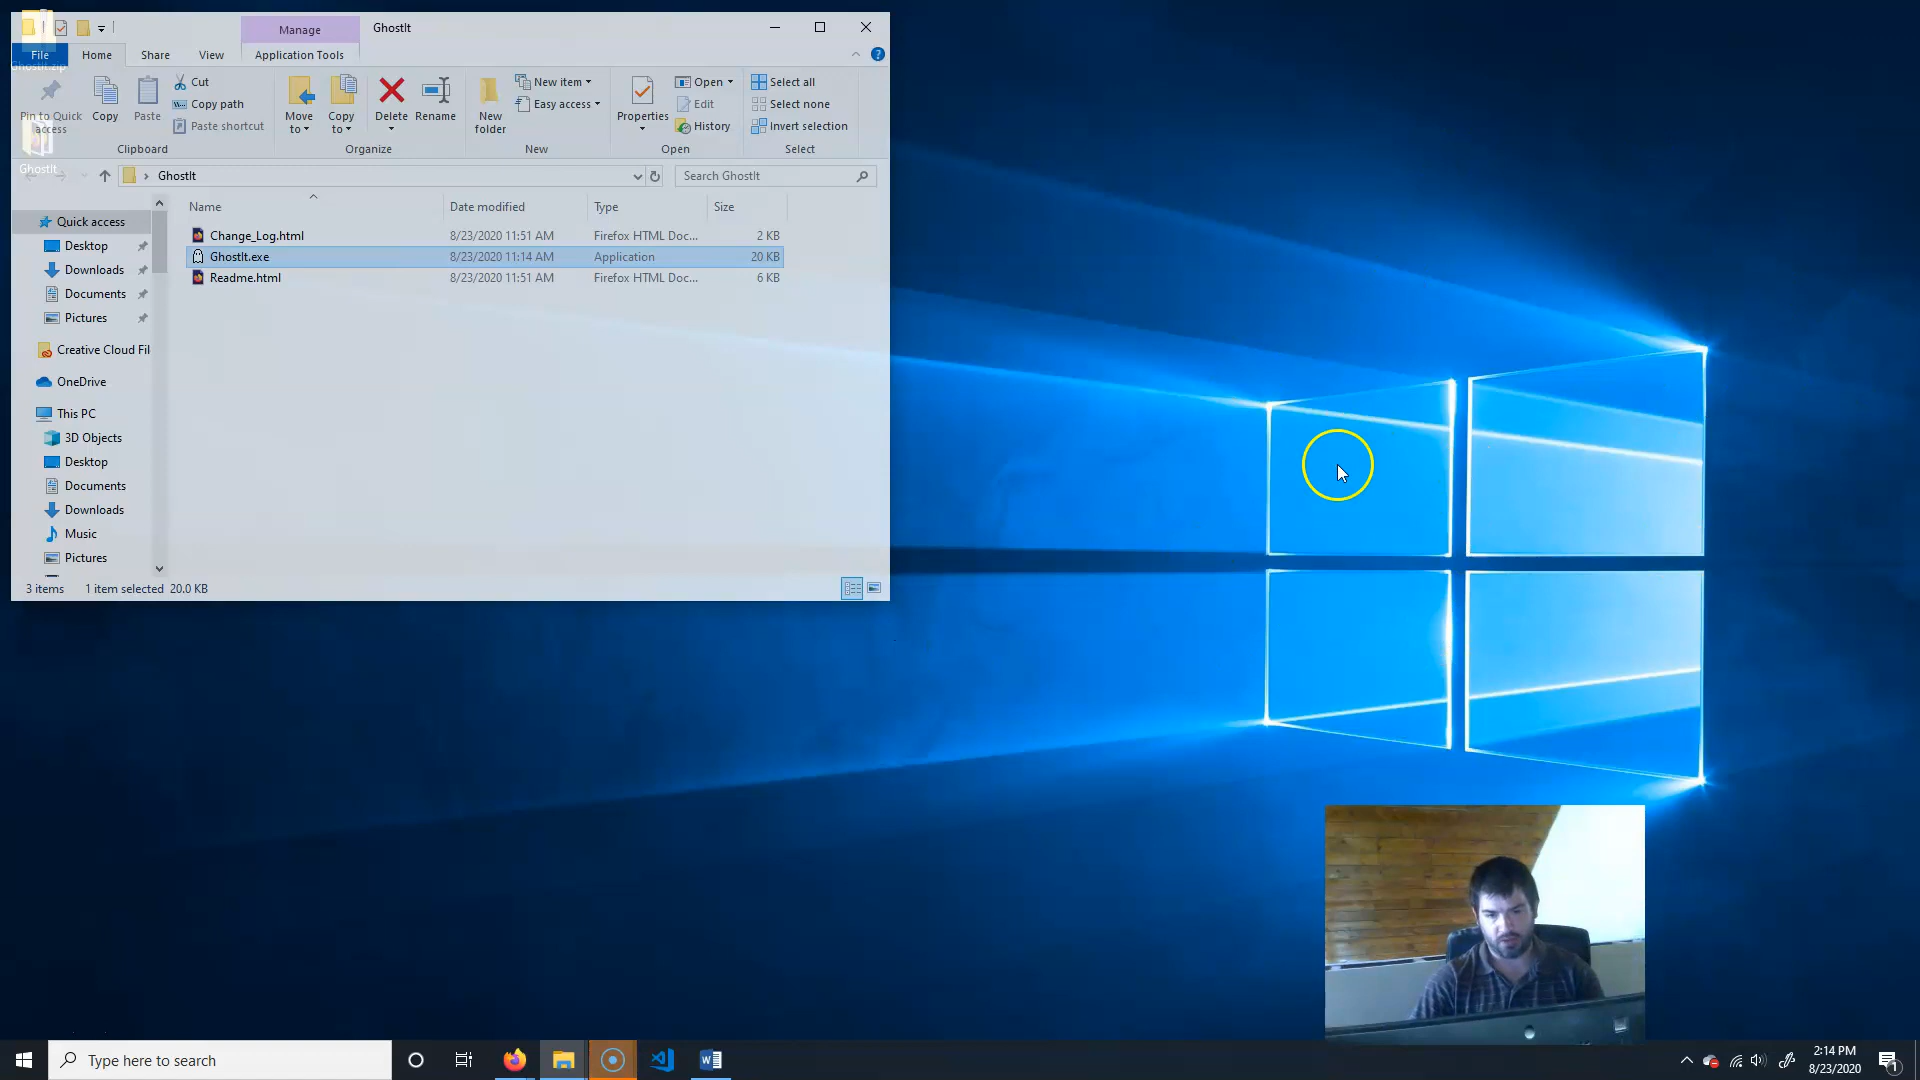 Manage
GhostIt
File
Home
Share
View
Application Tools
Ghostit.zip
Pin to Quick access
Copy
Paste
Cut
Copy path
Paste shortcut
Move to
Copy to
Delete
Rename
New folder
New item
Easy access
Properties
Open
Edit
History
Select all
Select none
Invert selection
Clipboard
Organize
New
Open
Select
GhostIt
GhostIt
Search GhostIt
Name
Date modified
Type
Size
Change_Log.html
8/23/2020 11:51 AM
Firefox HTML Doc...
2 KB
GhostIt.exe
8/23/2020 11:14 AM
Application
20 KB
Readme.html
8/23/2020 11:51 AM
Firefox HTML Doc...
6 KB
Quick access
Desktop
Downloads
Documents
Pictures
Creative Cloud Fil
OneDrive
This PC
3D Objects
Desktop
Documents
Downloads
Music
Pictures
3 items
1 item selected 20.0 KB
Type here to search
2:14 PM
8/23/2020
1